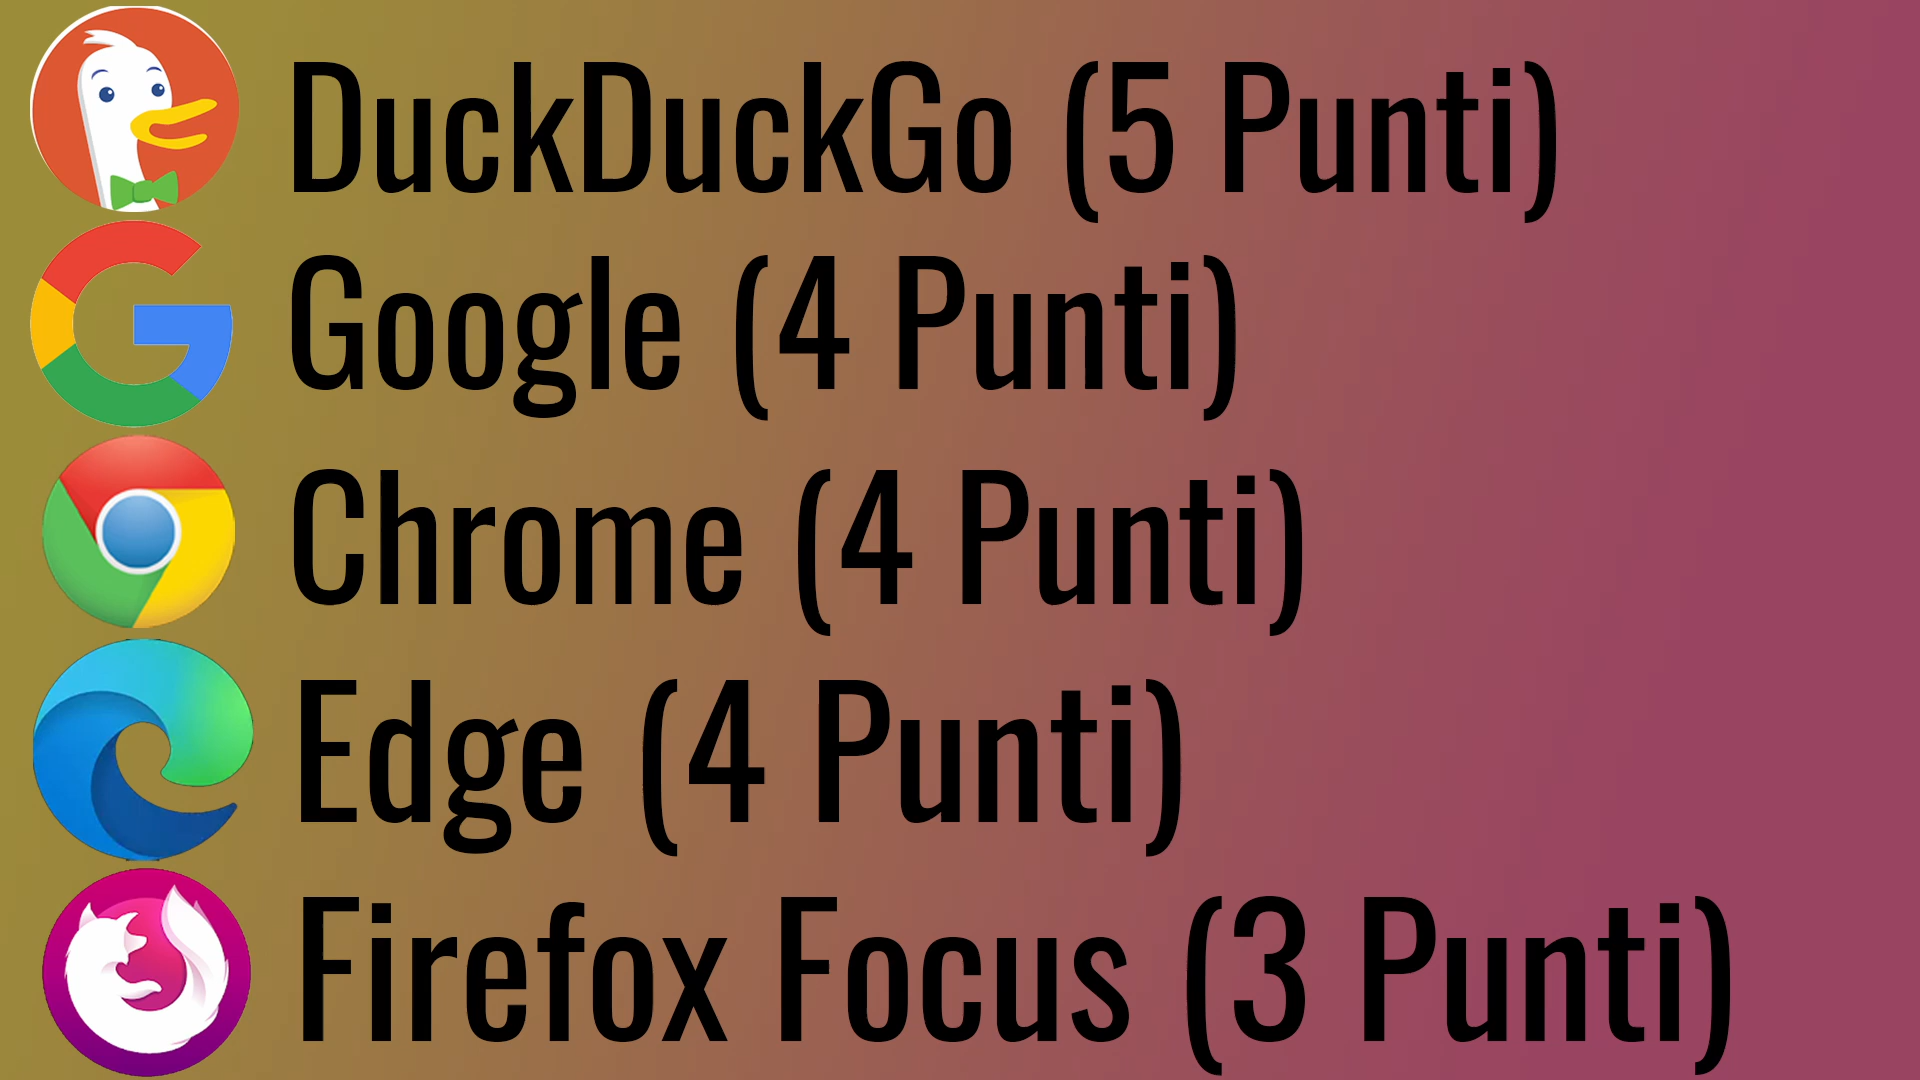 DuckDuckGo (5 Punti)
Google (4 Punti)
Chrome (4 Punti)
Edge (4 Punti)
Firefox Focus (3 Punti)